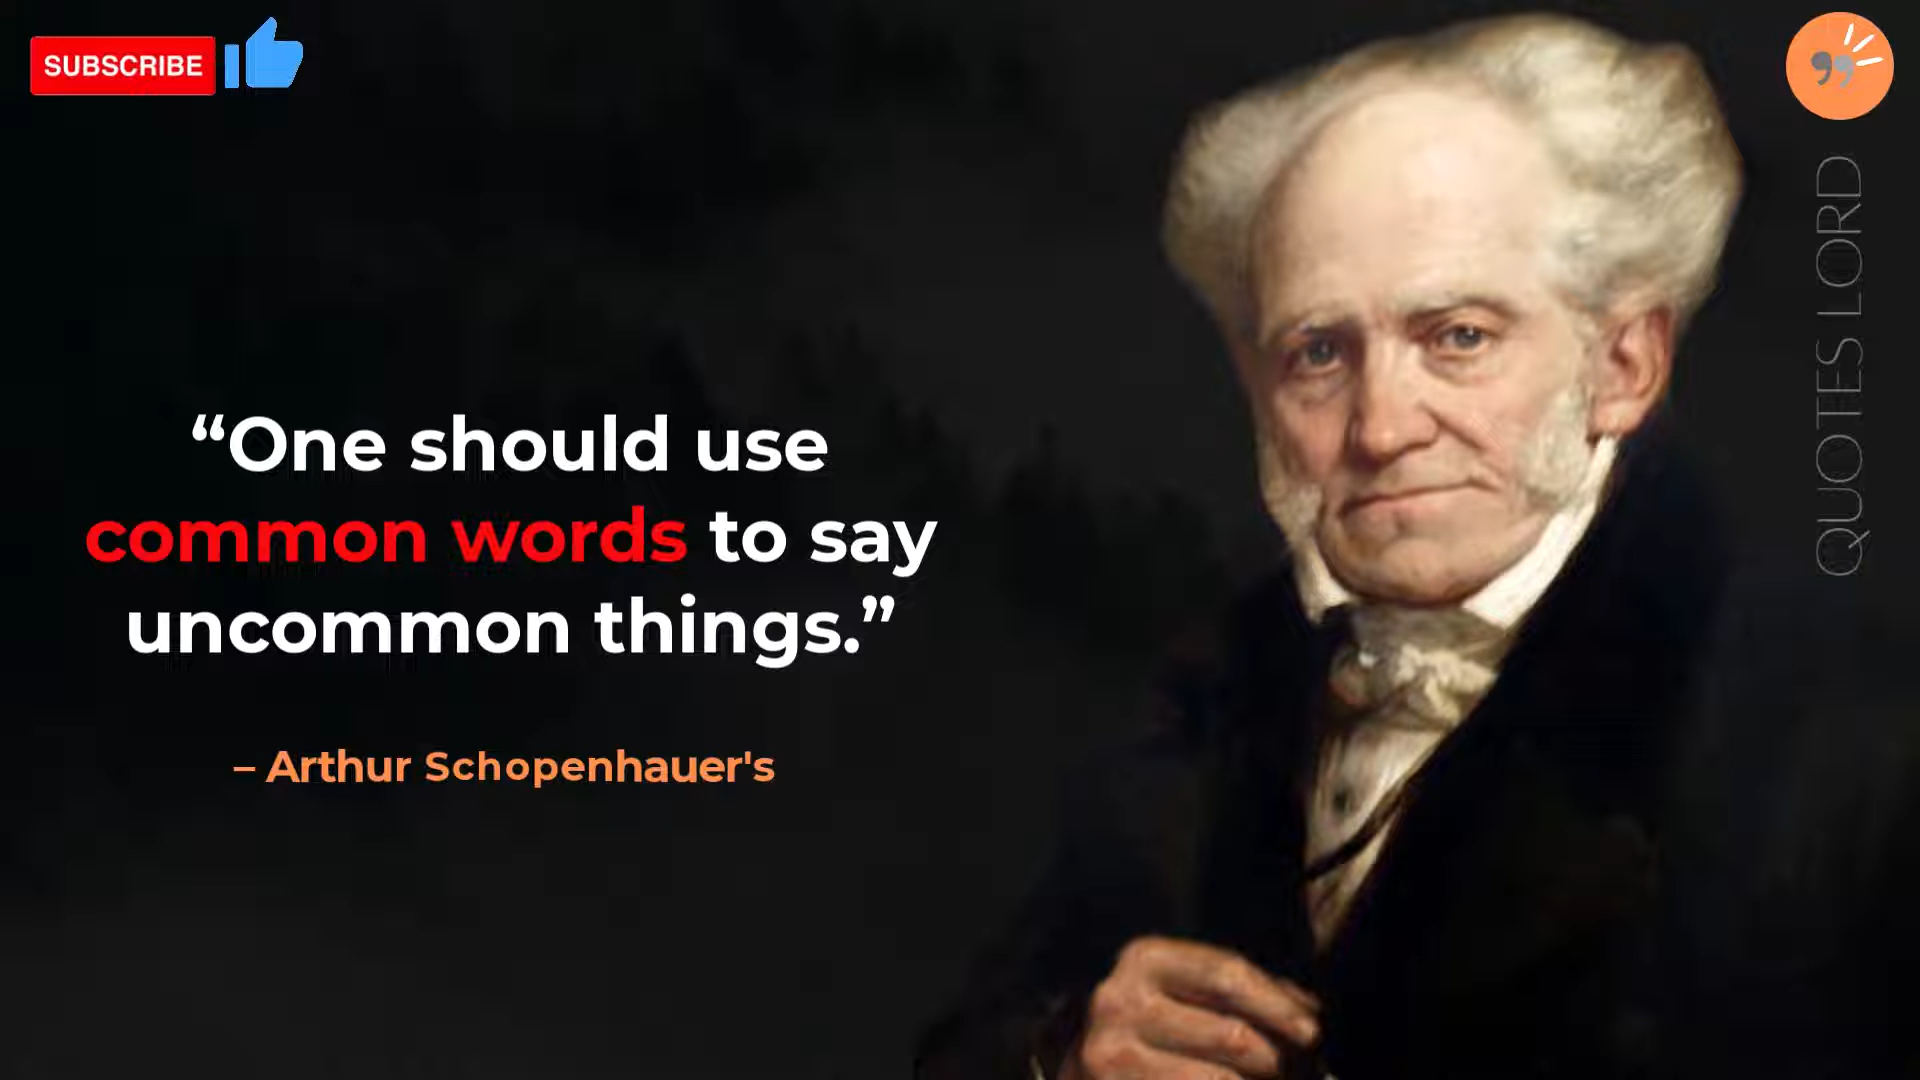 SUBSCRIBE
“One should use
common words to say
uncommon things.”
– Arthur Schopenhauer's
QUOTES LORD